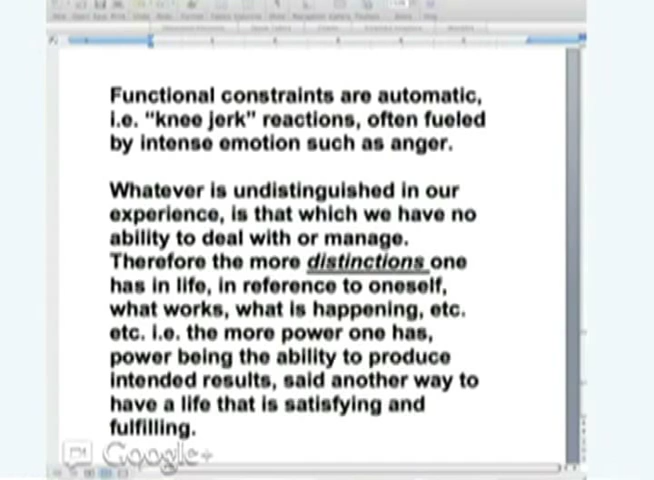 Functional constraints are automatic,
i.e. "knee jerk" reactions, often fueled
by intense emotion such as anger.
Whatever is undistinguished in our
experience, is that which we have no
ability to deal with or manage.
Therefore the more distinctions one
has in life, in reference to oneself,
what works, what is happening, etc.
etc. i.e. the more power one has,
power being the ability to produce
intended results, said another way to
have a life that is satisfying and
fulfilling.
Google+